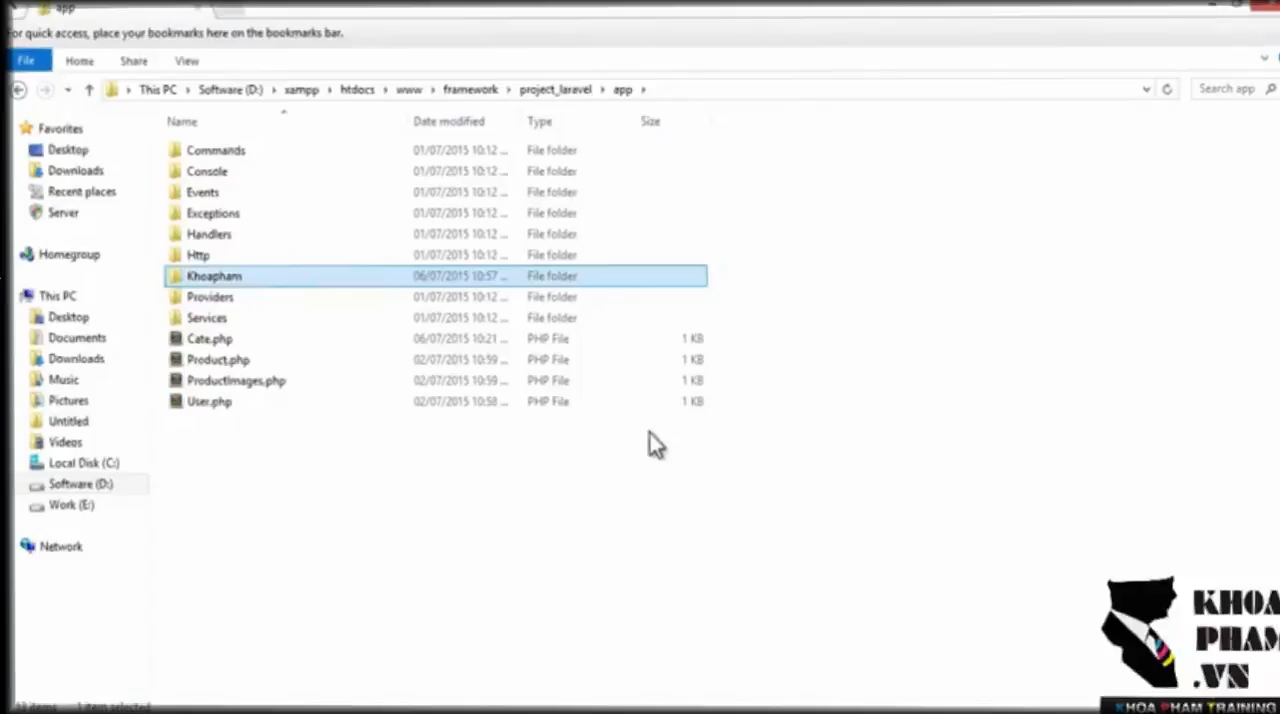 app
For quick access, place your bookmarks here on the bookmarks bar.
File Home Share View
This PC Software (D:) xampp htdocs www framework project_laravel app Search app
Name Date modified Type Size
Favorites
Desktop
Downloads
Recent places
Server
Homegroup
This PC
Desktop
Documents
Downloads
Music
Pictures
Untitled
Videos
Local Disk (C:)
Software (D:)
Work (E:)
Network
Commands 01/07/2015 10:12 ... File folder
Console 01/07/2015 10:12 ... File folder
Events 01/07/2015 10:12 ... File folder
Exceptions 01/07/2015 10:12 ... File folder
Handlers 01/07/2015 10:12 ... File folder
Http 01/07/2015 10:12 ... File folder
Khoapham 06/07/2015 10:57 ... File folder
Providers 01/07/2015 10:12 ... File folder
Services 01/07/2015 10:12 ... File folder
Cate.php 06/07/2015 10:21 ... PHP File 1 KB
Product.php 02/07/2015 10:59 ... PHP File 1 KB
ProductImages.php 02/07/2015 10:59 ... PHP File 1 KB
User.php 02/07/2015 10:58 ... PHP File 1 KB
13 items 1 item selected
KHOA
PHAM
.VN
KHOA PHAM TRAINING